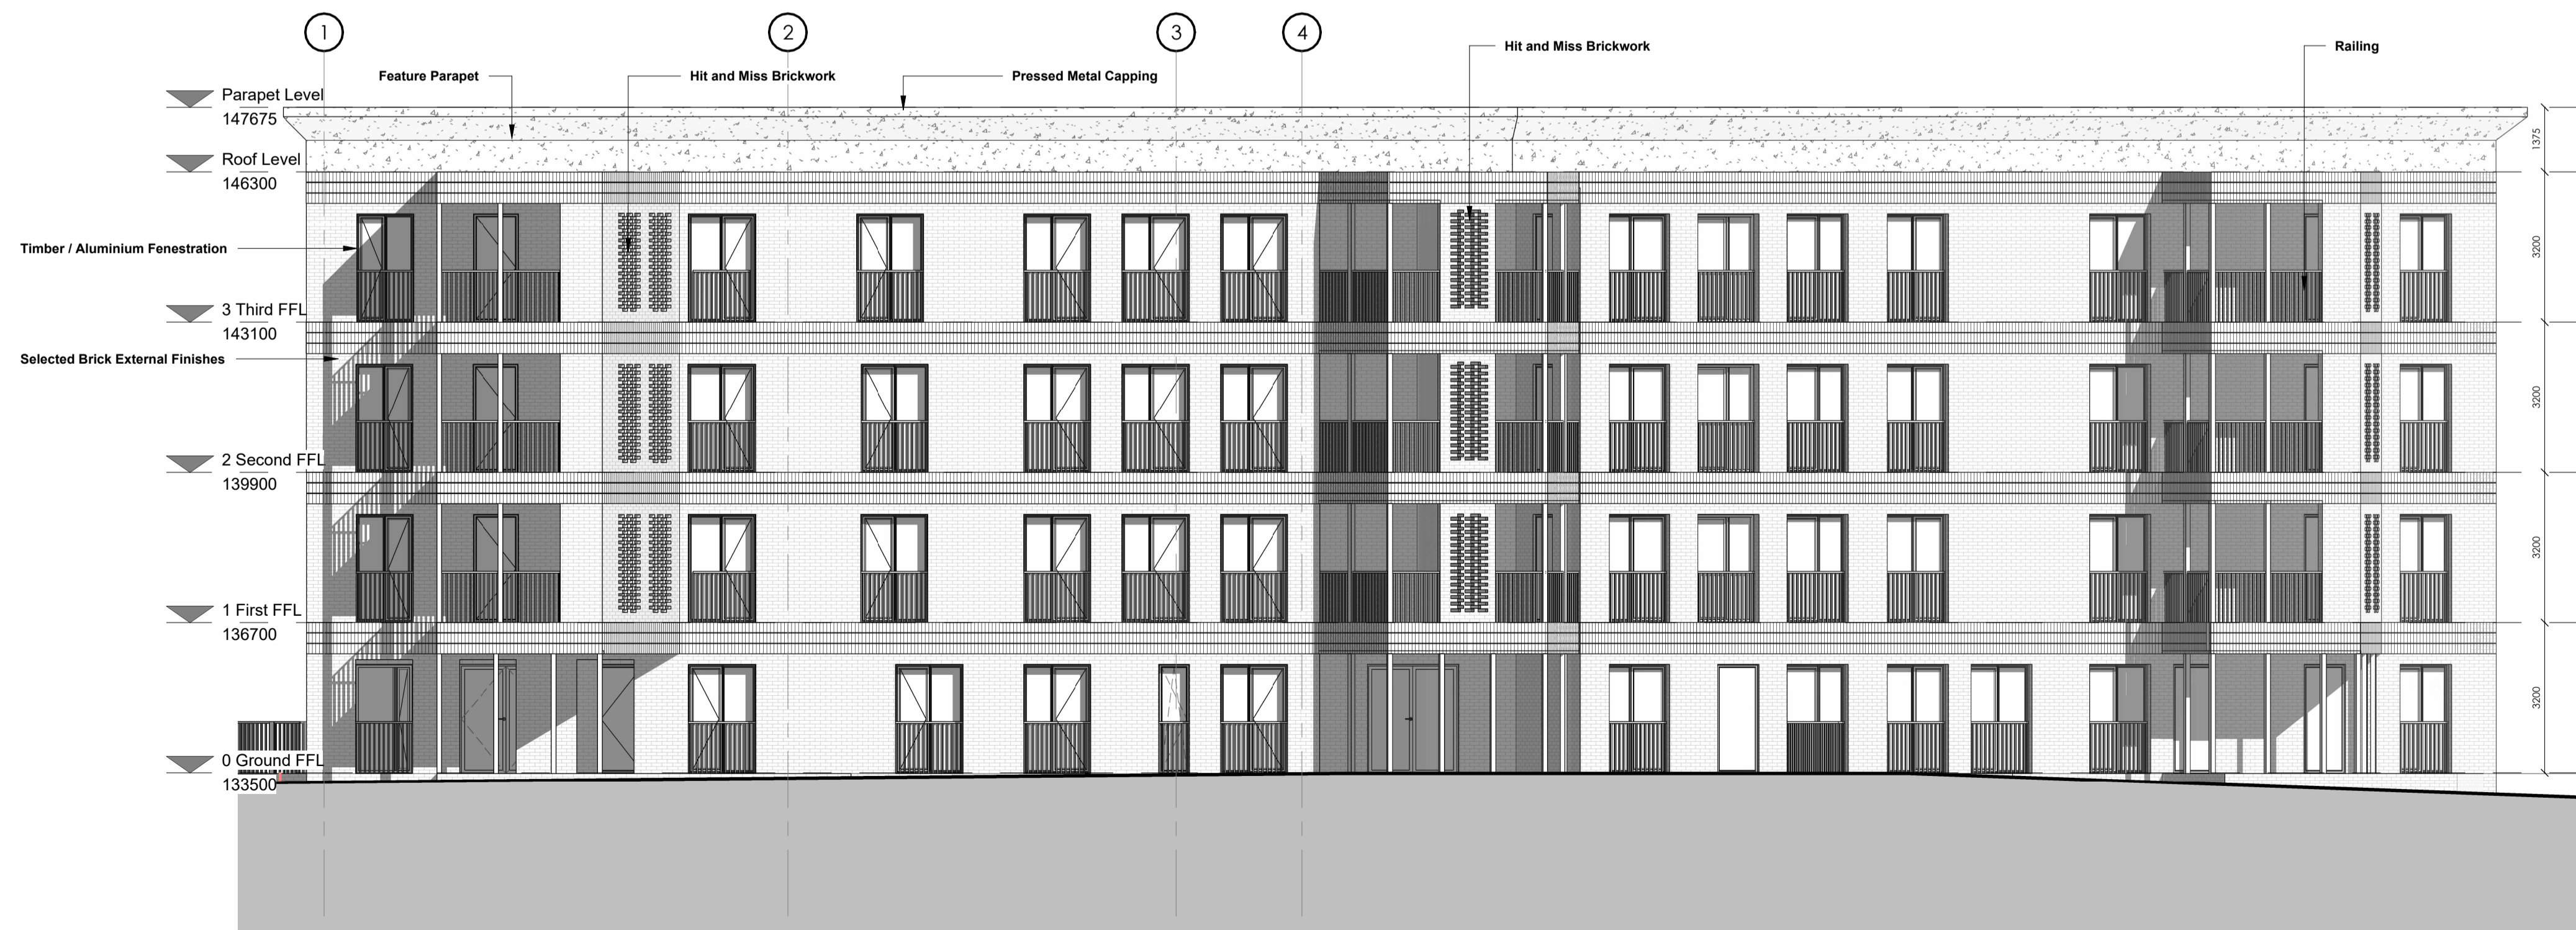 1
2
3
4
Hit and Miss Brickwork
Railing
Feature Parapet
Hit and Miss Brickwork
Pressed Metal Capping
Parapet Level
147675
1375
Roof Level
146300
Timber / Aluminium Fenestration
3200
3 Third FFL
143100
Selected Brick External Finishes
3200
2 Second FFL
139900
3200
1 First FFL
136700
3200
0 Ground FFL
133500